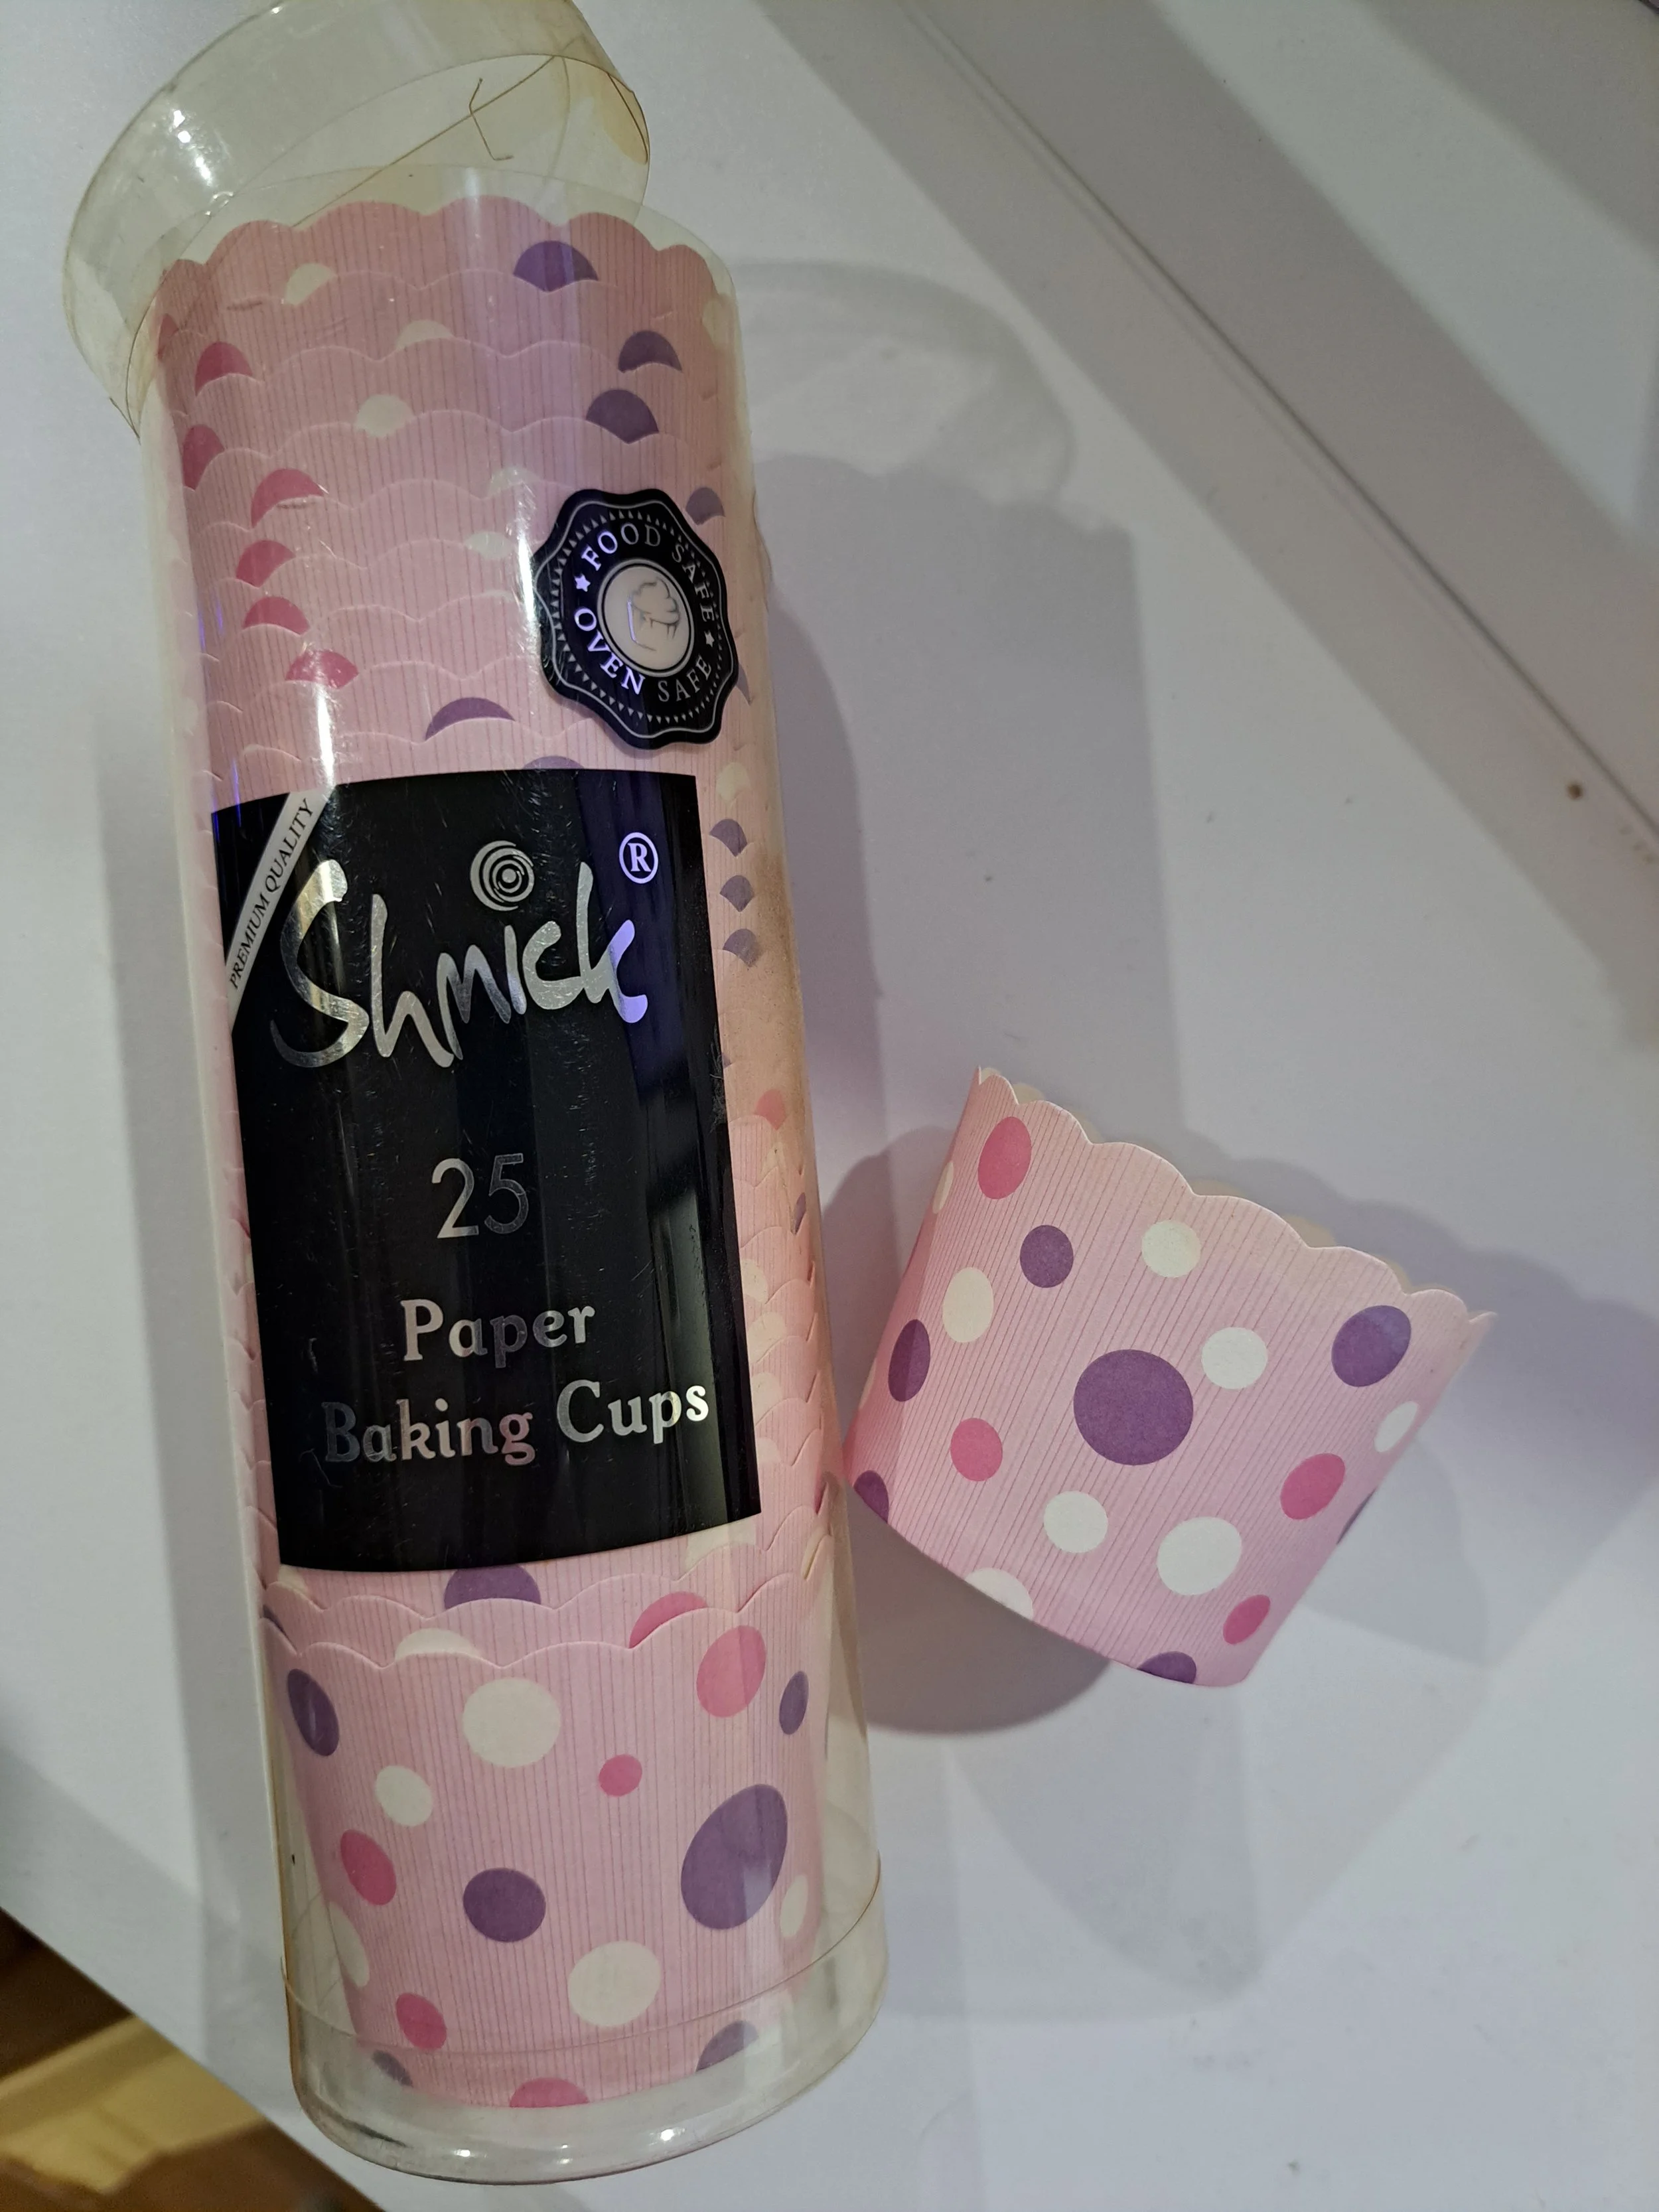 FOOD SAFE
OVEN SAFE
PREMIUM QUALITY
Shmick®
25
Paper
Baking Cups